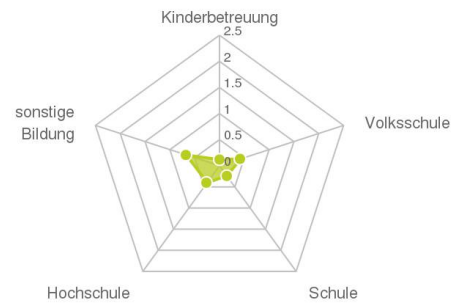 Kinderbetreuung
2.5
2
1.5
1
0.5
0
Volksschule
Schule
Hochschule
sonstige
Bildung